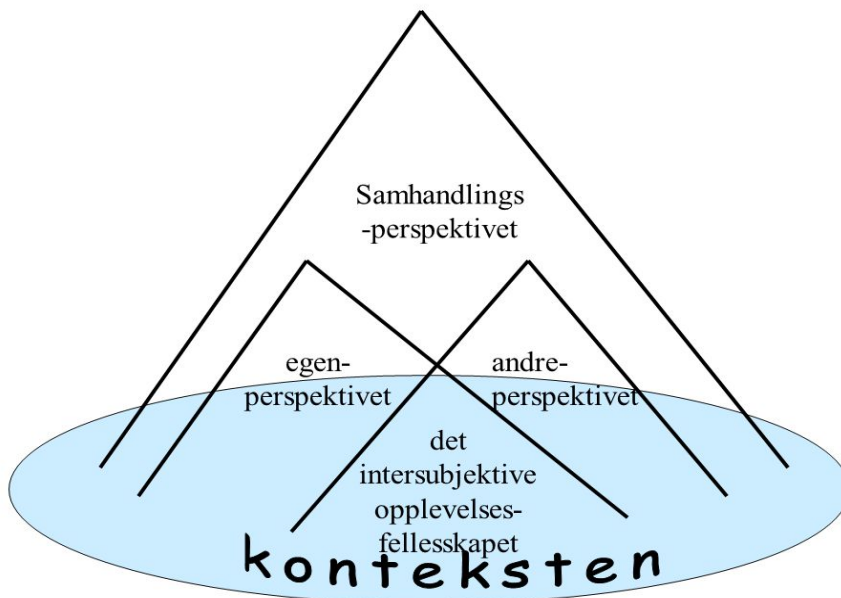 Samhandlings
-perspektivet
egen-
perspektivet
andre-
perspektivet
det
intersubjektive
opplevelses-
fellesskapet
konteksten